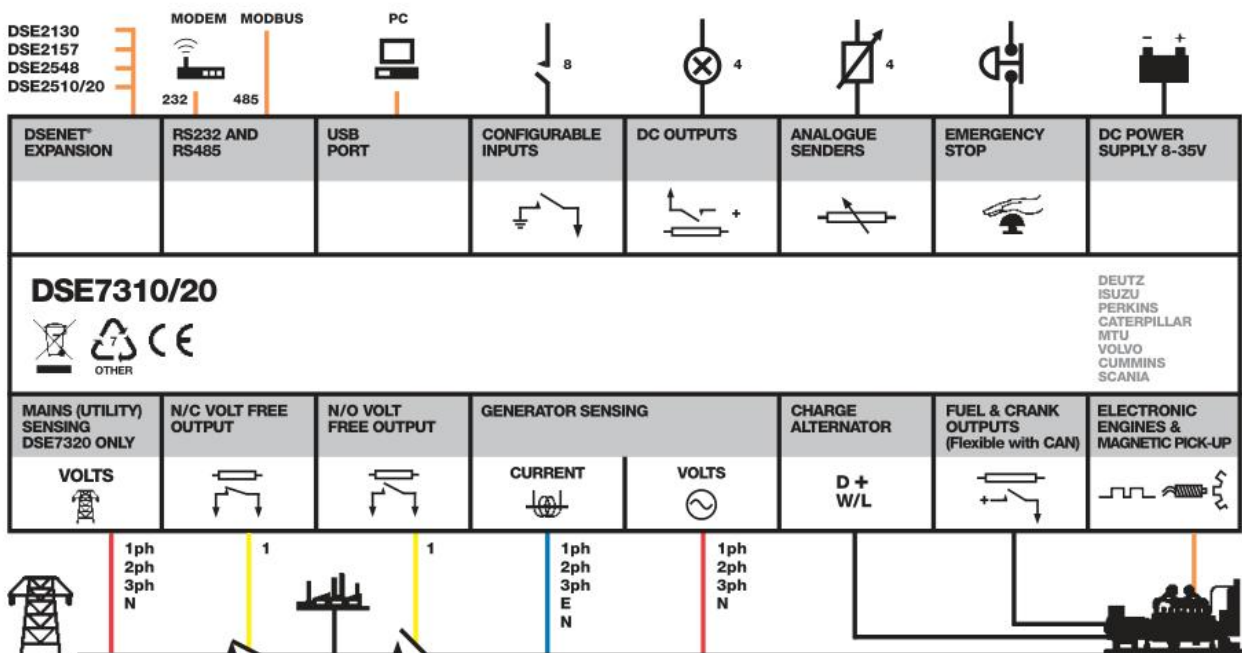 DSE2130
DSE2157
DSE2548
DSE2510/20
MODEM
MODBUS
PC
232
485
8
4
4
- +
DSENET®
EXPANSION
RS232 AND
RS485
USB
PORT
CONFIGURABLE
INPUTS
DC OUTPUTS
ANALOGUE
SENDERS
EMERGENCY
STOP
DC POWER
SUPPLY 8-35V
+
DSE7310/20
7
OTHER
CE
DEUTZ
ISUZU
PERKINS
CATERPILLAR
MTU
VOLVO
CUMMINS
SCANIA
MAINS (UTILITY)
SENSING
DSE7320 ONLY
VOLTS
N/C VOLT FREE
OUTPUT
N/O VOLT
FREE OUTPUT
GENERATOR SENSING
CURRENT
VOLTS
CHARGE
ALTERNATOR
D +
W/L
FUEL & CRANK
OUTPUTS
(Flexible with CAN)
+
ELECTRONIC
ENGINES &
MAGNETIC PICK-UP
1ph
2ph
3ph
N
1
1
1ph
2ph
3ph
E
N
1ph
2ph
3ph
N